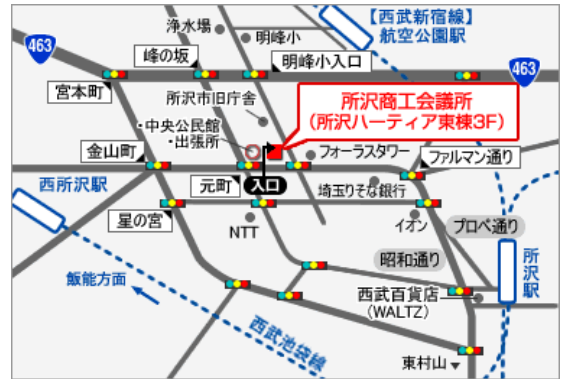 浄水場
【西武新宿線】
航空公園駅
明峰小
463
峰の坂
明峰小入口
463
宮本町
所沢市旧庁舎
所沢商工会議所
(所沢ハーティア東棟3F)
・中央公民館
・出張所
金山町
フォーラスタワー
ファルマン通り
西所沢駅
元町
入口
埼玉りそな銀行
星の宮
NTT
イオン
プロペ通り
昭和通り
所沢駅
飯能方面
西武百貨店
(WALTZ)
西武池袋線
東村山